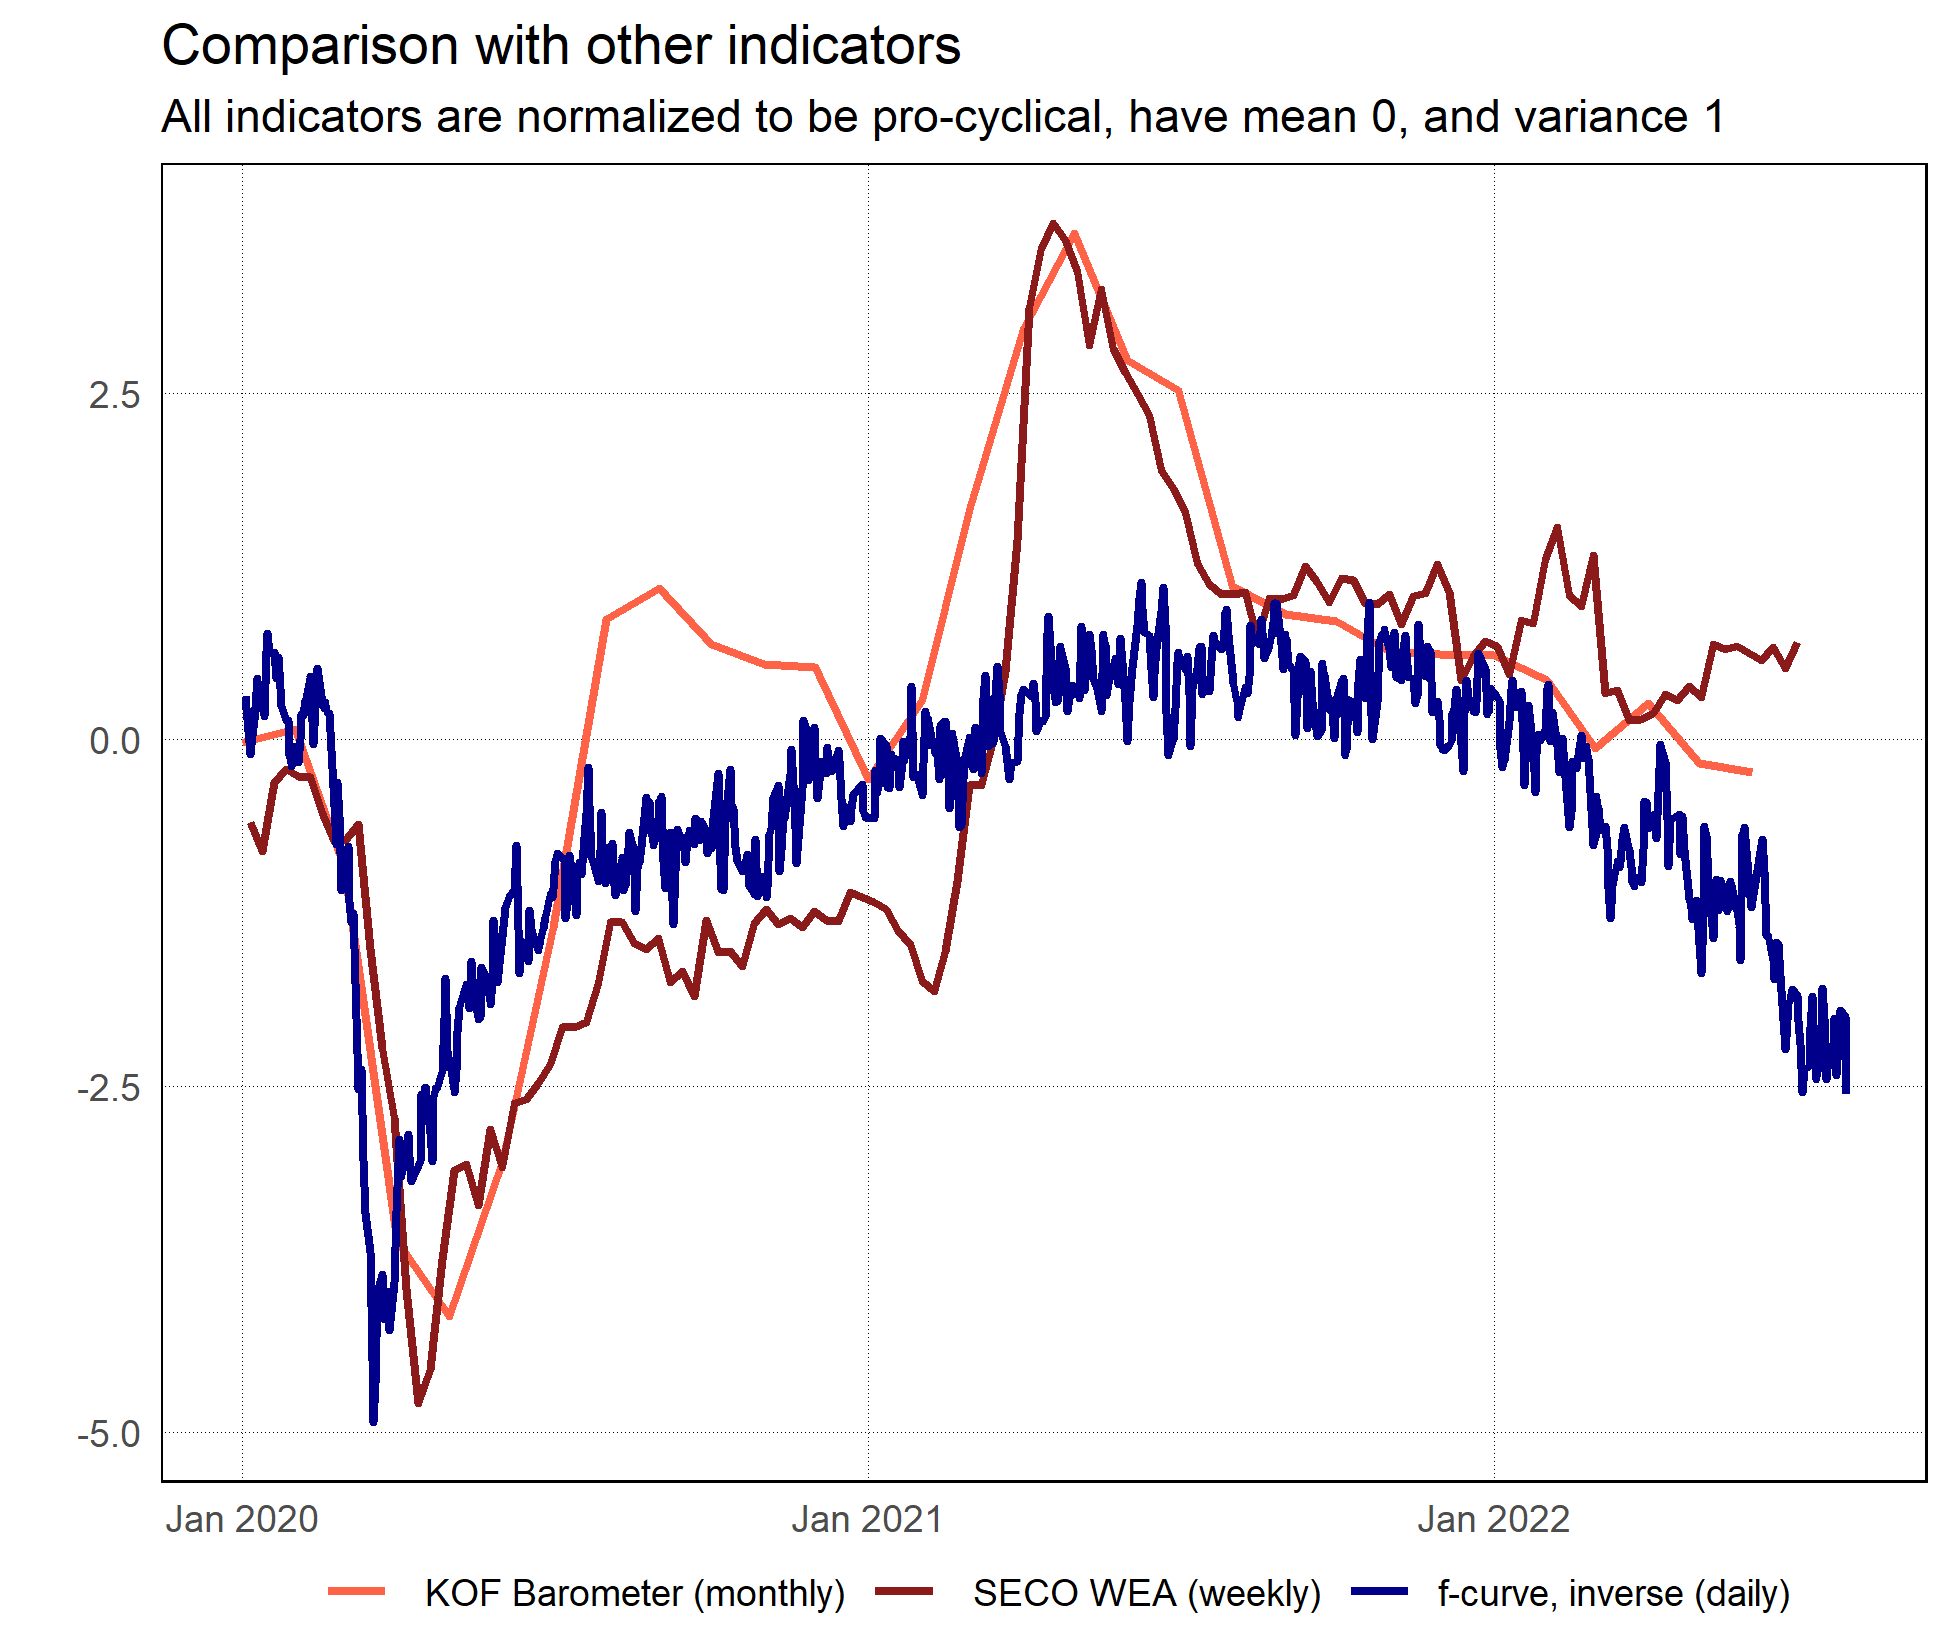 Comparison with other indicators
All indicators are normalized to be pro-cyclical, have mean 0, and variance 1
2.5
0.0
-2.5
-5.0
Jan 2020 Jan 2021 Jan 2022
KOF Barometer (monthly) SECO WEA (weekly) f-curve, inverse (daily)